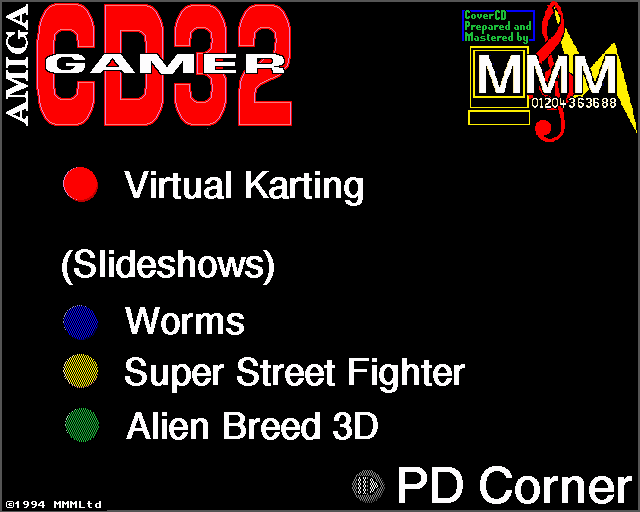 AMIGA
CD32
GAMER
CoverCD
Prepared and
Mastered by
MMM
01204363688
Virtual Karting
(Slideshows)
Worms
Super Street Fighter
Alien Breed 3D
PD Corner
©1994 MMMLtd